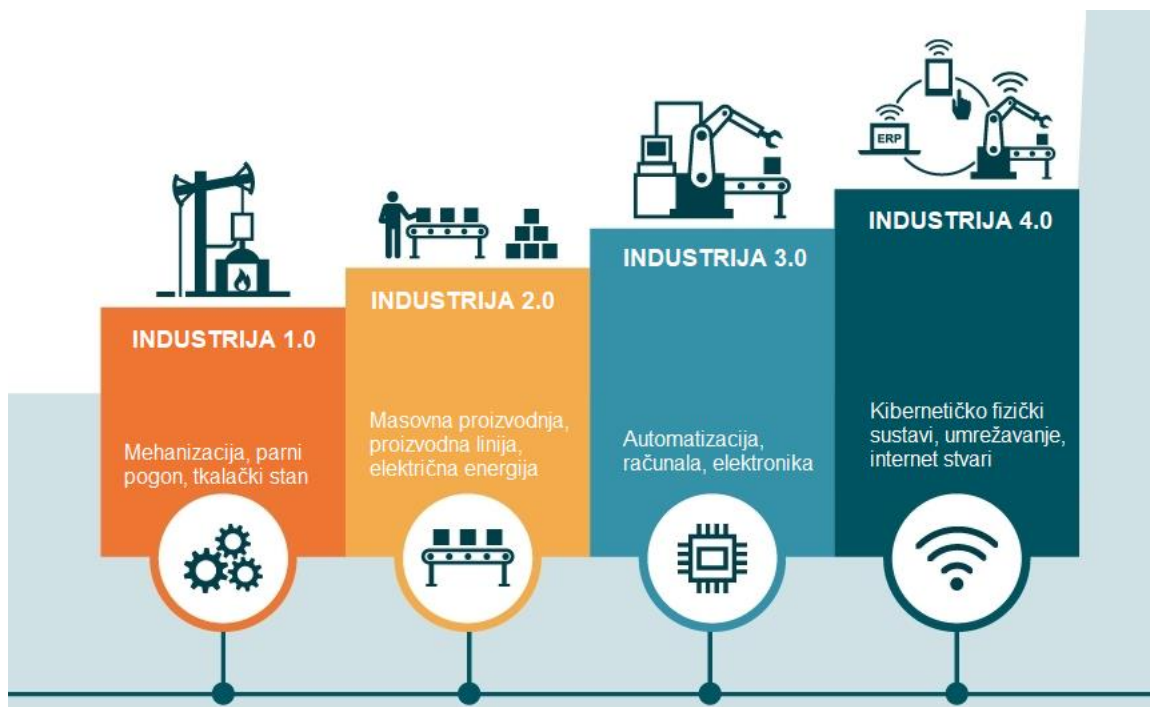 INDUSTRIJA 1.0
Mehanizacija, parni
pogon, tkalački stan
INDUSTRIJA 2.0
Masovna proizvodnja,
proizvodna linija,
električna energija
INDUSTRIJA 3.0
Automatizacija,
računala, elektronika
ERP
INDUSTRIJA 4.0
Kibernetičko fizički
sustavi, umrežavanje,
internet stvari